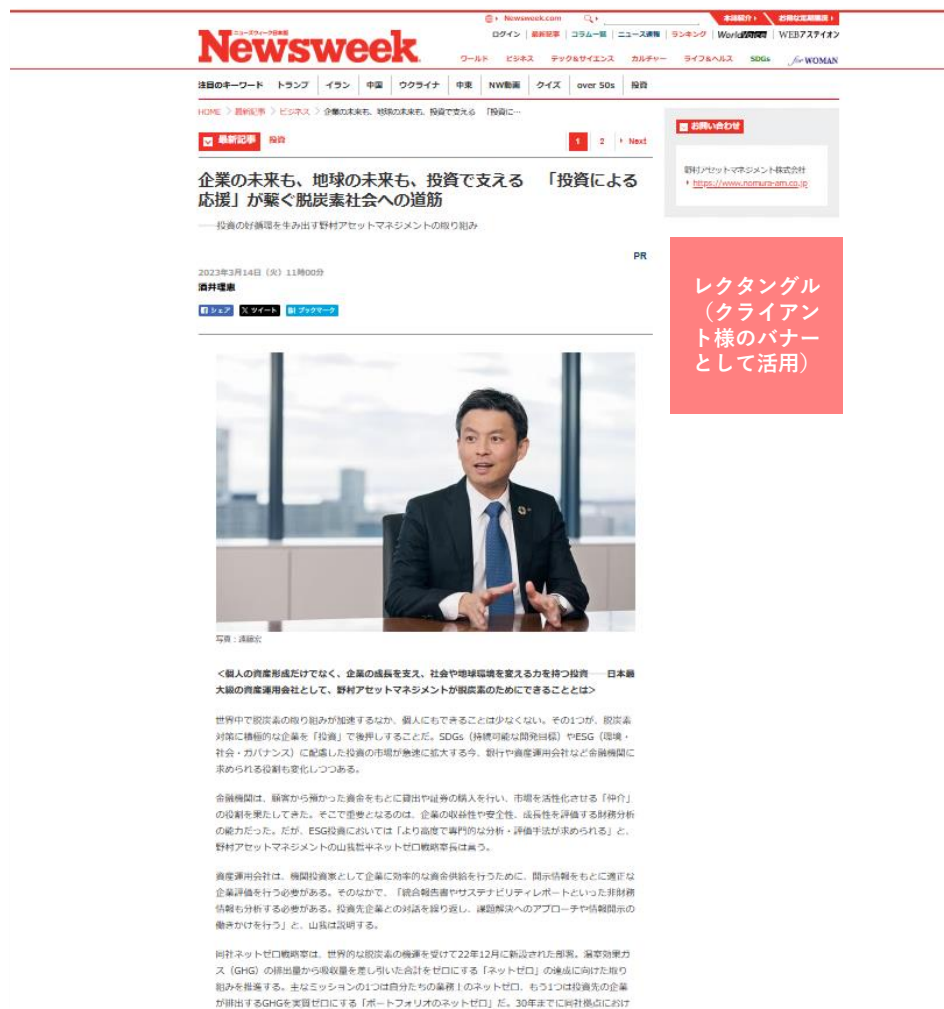 Newsweek.com
本誌紹介
お得な定期購読
ニューズウィーク日本版
Newsweek
ログイン 最新記事 コラム一覧 ニュース速報 ランキング World VOICE WEBアステイオン
ワールド ビジネス テック&サイエンス カルチャー ライフ&ヘルス SDGs for WOMAN
注目のキーワード トランプ イラン 中国 ウクライナ 中東 NW動画 クイズ over 50s 投資
HOME > 最新記事 > ビジネス > 企業の未来も、地球の未来も、投資で支える 「投資に…
最新記事 投資
1 2 Next
お問い合わせ
野村アセットマネジメント株式会社
https://www.nomura-am.co.jp
企業の未来も、地球の未来も、投資で支える 「投資による
応援」が繋ぐ脱炭素社会への道筋
──投資の好循環を生み出す野村アセットマネジメントの取り組み
PR
2023年3月14日(火)11時00分
酒井理恵
シェア ツイート ブックマーク
レクタングル
(クライアン
ト様のバナー
として活用)
写真:遠藤宏
<個人の資産形成だけでなく、企業の成長を支え、社会や地球環境を変える力を持つ投資──日本最
大級の資産運用会社として、野村アセットマネジメントが脱炭素のためにできることとは>
世界中で脱炭素の取り組みが加速するなか、個人にもできることは少なくない。その1つが、脱炭素
対策に積極的な企業を「投資」で後押しすることだ。SDGs(持続可能な開発目標)やESG(環境・
社会・ガバナンス)に配慮した投資の市場が急速に拡大する今、銀行や資産運用会社など金融機関に
求められる役割も変化しつつある。
金融機関は、顧客から預かった資金をもとに貸出や証券の購入を行い、市場を活性化させる「仲介」
の役割を果たしてきた。そこで重要となるのは、企業の収益性や安全性、成長性を評価する財務分析
の能力だった。だが、ESG投資においては「より高度で専門的な分析・評価手法が求められる」と、
野村アセットマネジメントの山我哲平ネットゼロ戦略室長は言う。
資産運用会社は、機関投資家として企業に効率的な資金供給を行うために、開示情報をもとに適正な
企業評価を行う必要がある。そのなかで、「統合報告書やサステナビリティレポートといった非財務
情報も分析する必要がある。投資先企業との対話を繰り返し、課題解決へのアプローチや情報開示の
働きかけを行う」と、山我は説明する。
同社ネットゼロ戦略室は、世界的な脱炭素の機運を受けて22年12月に新設された部署。温室効果ガ
ス(GHG)の排出量から吸収量を差し引いた合計をゼロにする「ネットゼロ」の達成に向けた取り
組みを推進する。主なミッションの1つは自分たちの業務上のネットゼロ、もう1つは投資先の企業
が排出するGHGを実質ゼロにする「ポートフォリオのネットゼロ」だ。30年までに同社拠点におけ